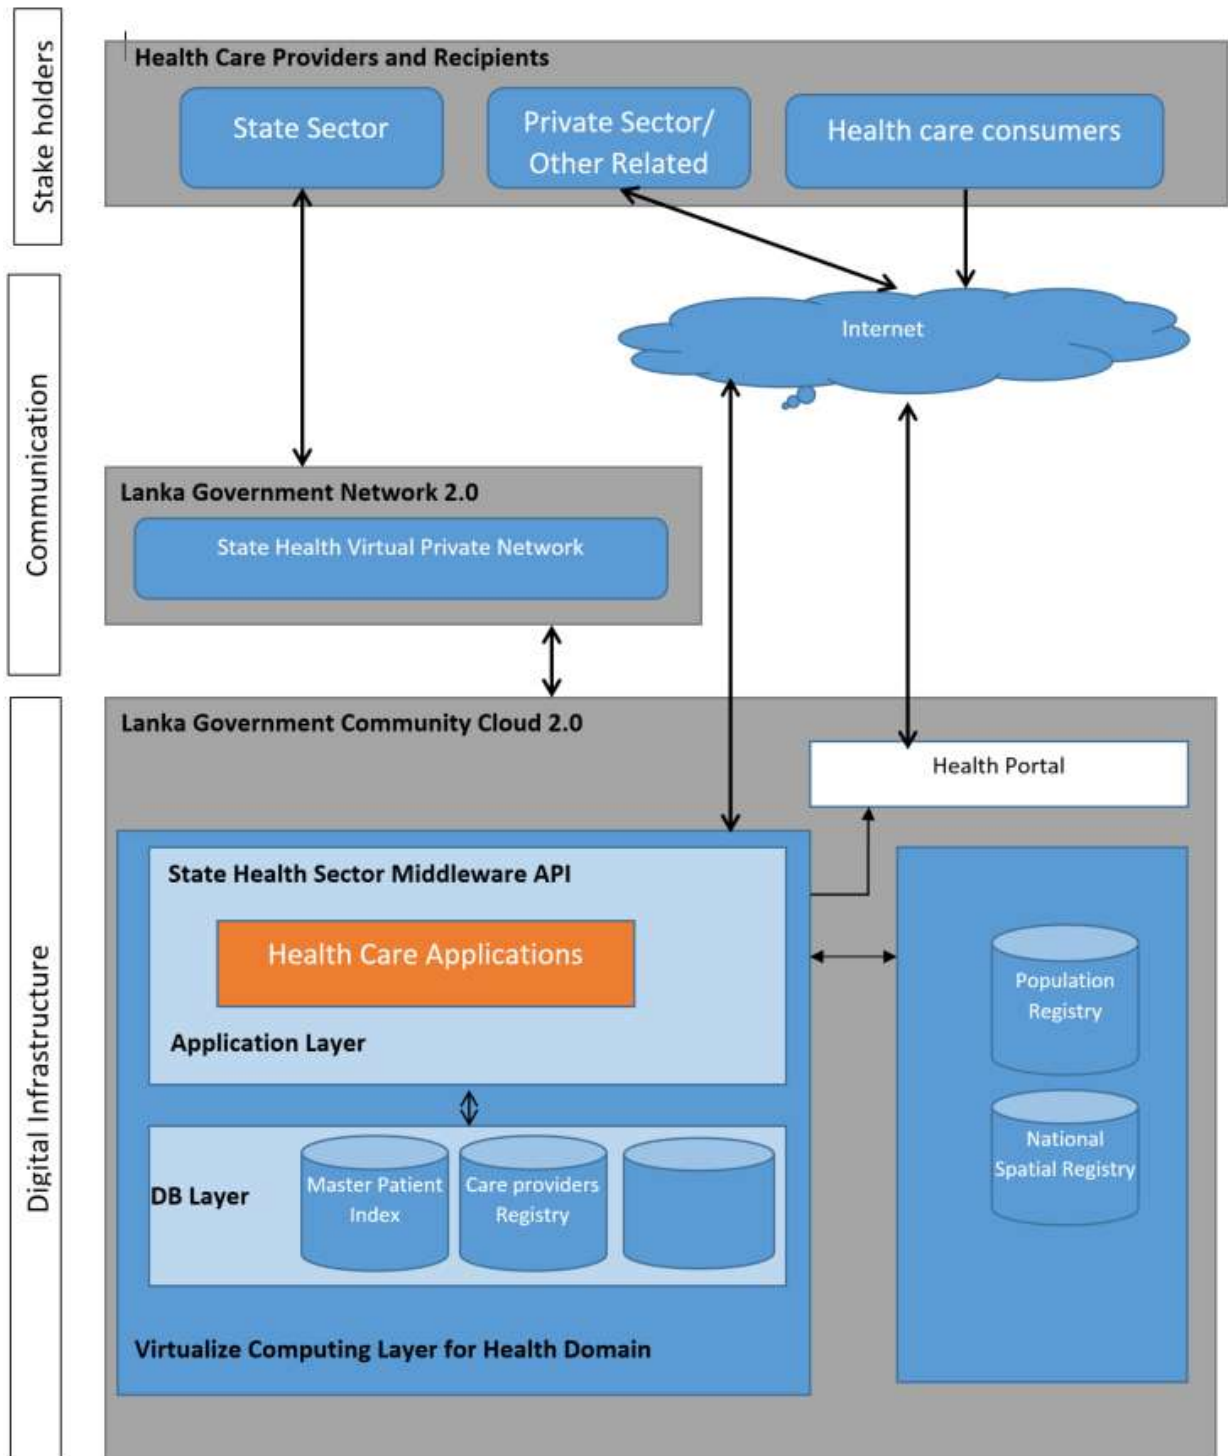 Stake holders
Health Care Providers and Recipients
State Sector
Private Sector/
Other Related
Health care consumers
Communication
Internet
Lanka Government Network 2.0
State Health Virtual Private Network
Digital Infrastructure
Lanka Government Community Cloud 2.0
Health Portal
State Health Sector Middleware API
Health Care Applications
Application Layer
Population
Registry
National
Spatial Registry
DB Layer
Master Patient
Index
Care providers
Registry
Virtualize Computing Layer for Health Domain